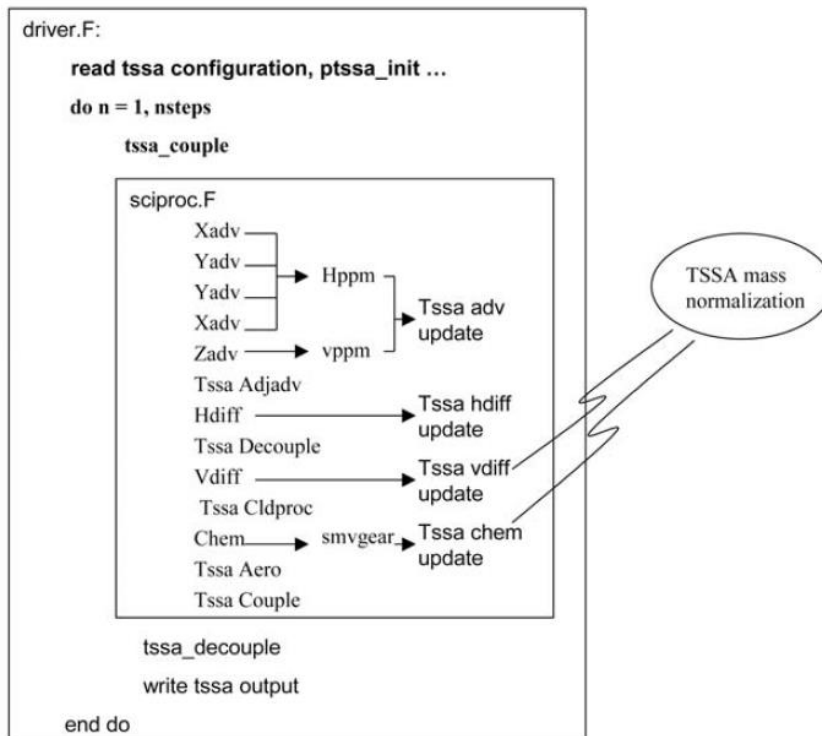 driver.F:
read tssa configuration, ptssa_init ...
do n = 1, nsteps
tssa_couple
sciproc.F
Xadv
Yadv
Yadv
Xadv
Zadv
Tssa Adjadv
Hdiff
Tssa Decouple
Vdiff
Tssa Cldproc
Chem
Tssa Aero
Tssa Couple
Hppm
vppm
smvgear
Tssa adv
update
Tssa hdiff
update
Tssa vdiff
update
Tssa chem
update
tssa_decouple
write tssa output
end do
TSSA mass
normalization